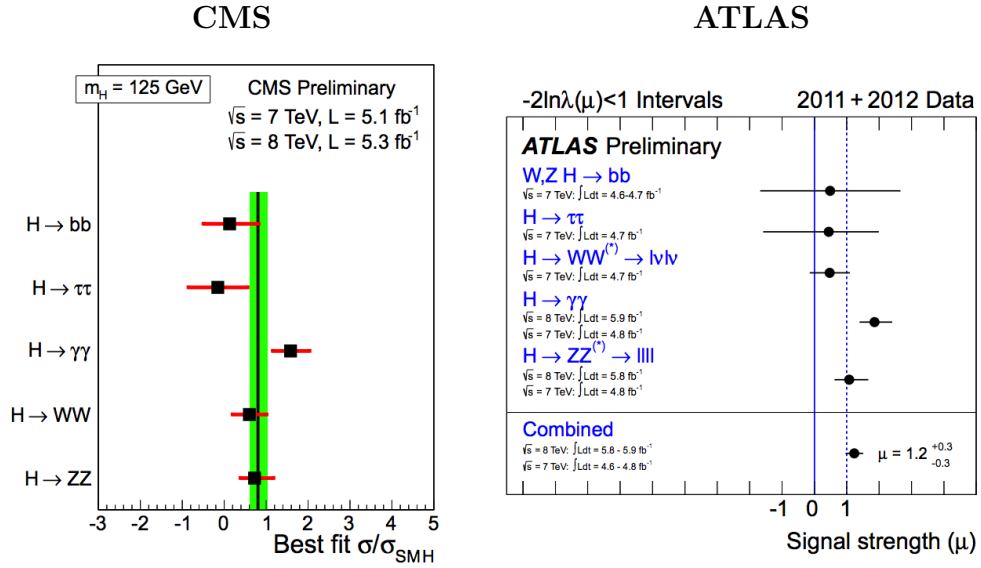 CMS
m_H = 125 GeV
CMS Preliminary
√s = 7 TeV, L = 5.1 fb⁻¹
√s = 8 TeV, L = 5.3 fb⁻¹
H → bb
H → ττ
H → γγ
H → WW
H → ZZ
-3 -2 -1 0 1 2 3 4 5
Best fit σ/σ_SMH
ATLAS
-2lnλ(μ)<1 Intervals
2011 + 2012 Data
ATLAS Preliminary
W,Z H → bb
√s = 7 TeV: ∫Ldt = 4.6-4.7 fb⁻¹
H → ττ
√s = 7 TeV: ∫Ldt = 4.7 fb⁻¹
H → WW⁽*⁾ → lνlν
√s = 7 TeV: ∫Ldt = 4.7 fb⁻¹
H → γγ
√s = 8 TeV: ∫Ldt = 5.9 fb⁻¹
√s = 7 TeV: ∫Ldt = 4.8 fb⁻¹
H → ZZ⁽*⁾ → llll
√s = 8 TeV: ∫Ldt = 5.8 fb⁻¹
√s = 7 TeV: ∫Ldt = 4.8 fb⁻¹
Combined
√s = 8 TeV: ∫Ldt = 5.8 - 5.9 fb⁻¹
√s = 7 TeV: ∫Ldt = 4.6 - 4.8 fb⁻¹
μ = 1.2 +0.3 -0.3
-1 0 1
Signal strength (μ)